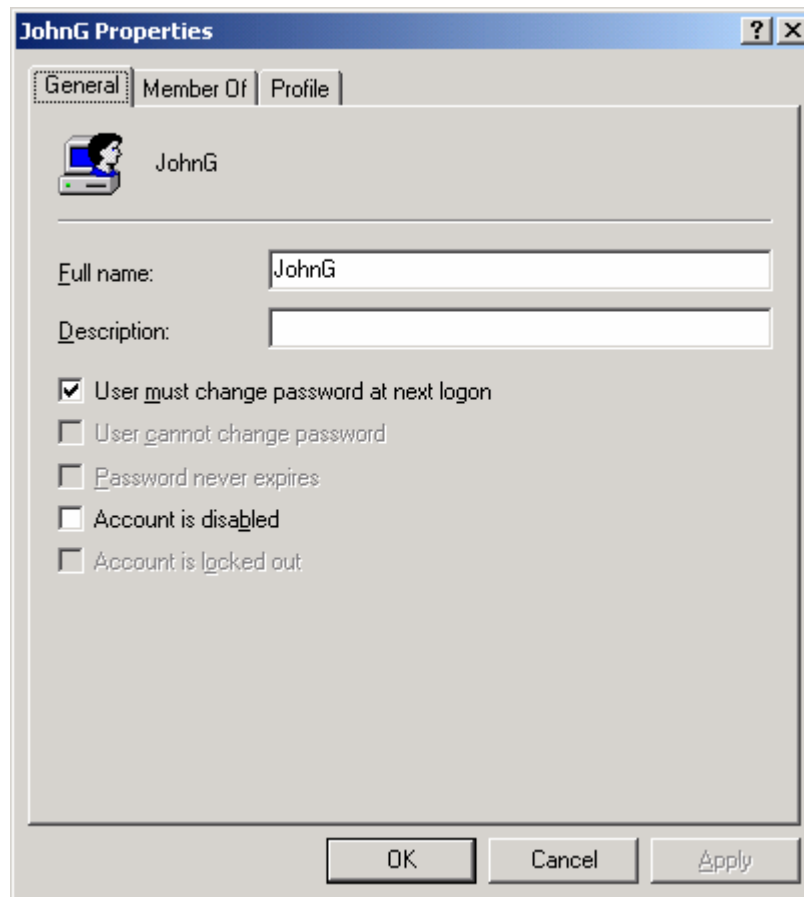 JohnG Properties
General Member Of Profile
JohnG
Full name: JohnG
Description:
User must change password at next logon
User cannot change password
Password never expires
Account is disabled
Account is locked out
OK Cancel Apply